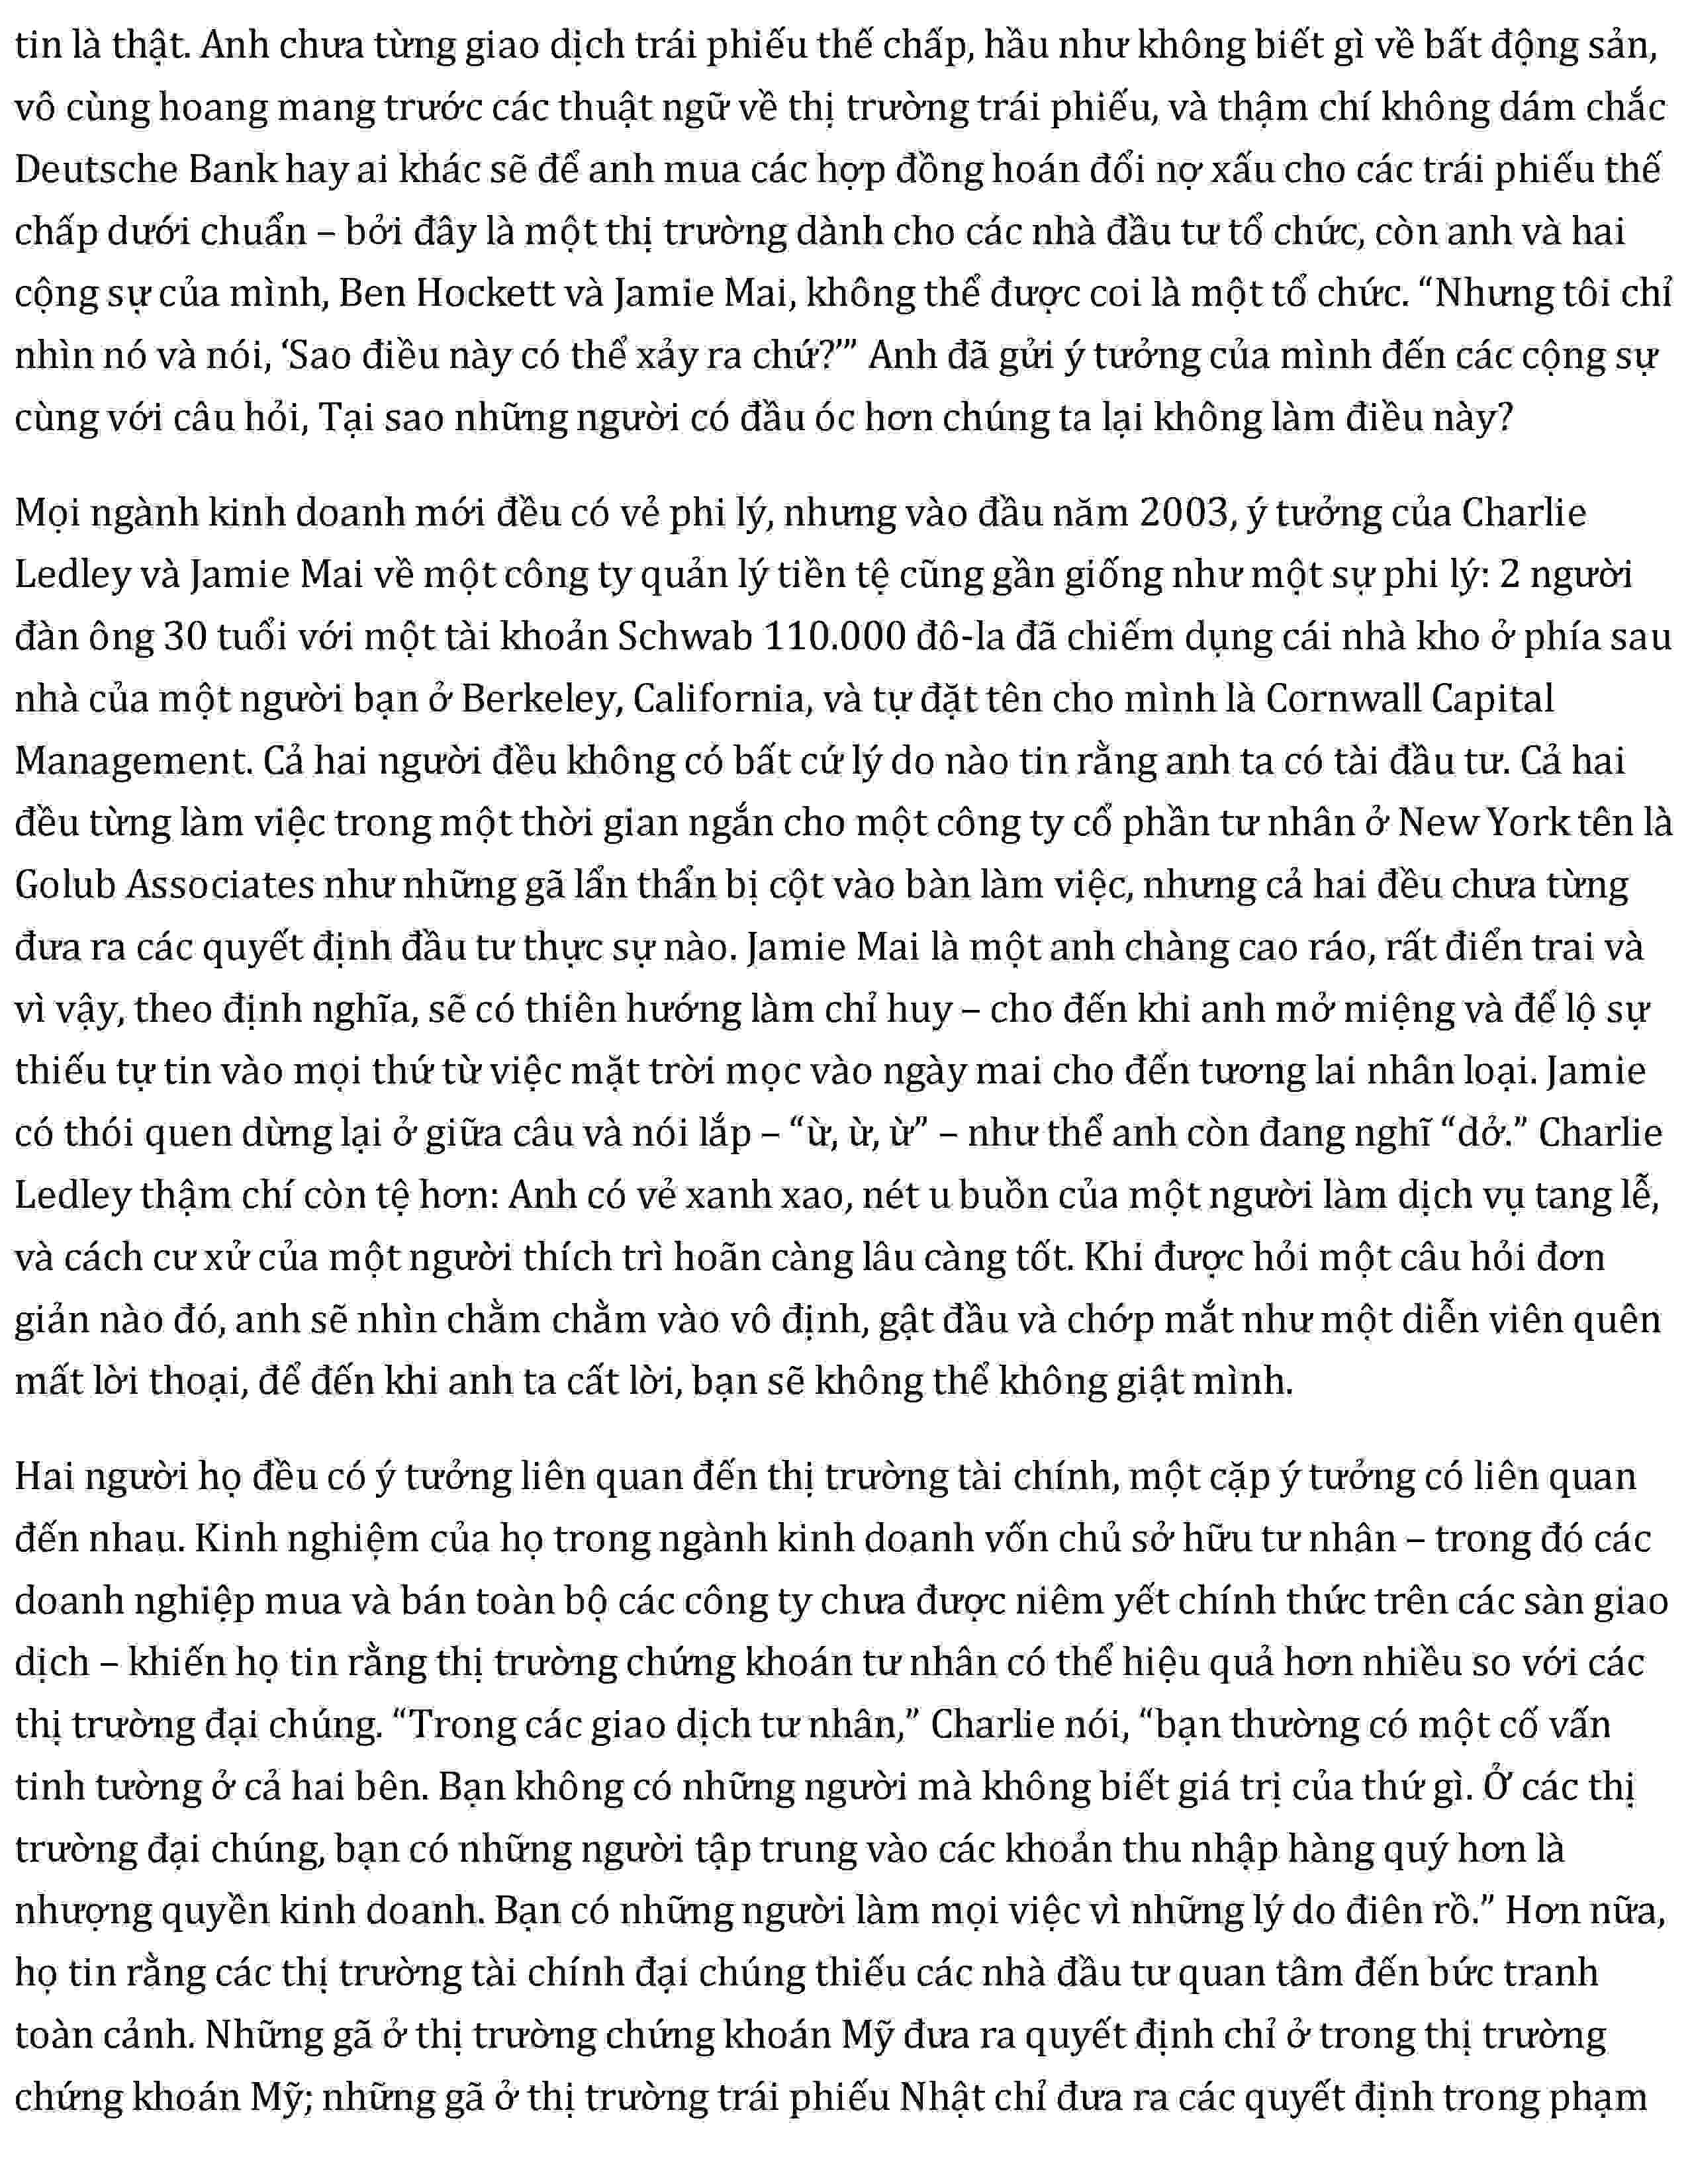 tin là thật. Anh chưa từng giao dịch trái phiếu thế chấp, hầu như không biết gì về bất động sản,
vô cùng hoang mang trước các thuật ngữ về thị trường trái phiếu, và thậm chí không dám chắc
Deutsche Bank hay ai khác sẽ để anh mua các hợp đồng hoán đổi nợ xấu cho các trái phiếu thế
chấp dưới chuẩn – bởi đây là một thị trường dành cho các nhà đầu tư tổ chức, còn anh và hai
cộng sự của mình, Ben Hockett và Jamie Mai, không thể được coi là một tổ chức. “Nhưng tôi chỉ
nhìn nó và nói, ‘Sao điều này có thể xảy ra chứ?’” Anh đã gửi ý tưởng của mình đến các cộng sự
cùng với câu hỏi, Tại sao những người có đầu óc hơn chúng ta lại không làm điều này?
Mọi ngành kinh doanh mới đều có vẻ phi lý, nhưng vào đầu năm 2003, ý tưởng của Charlie
Ledley và Jamie Mai về một công ty quản lý tiền tệ cũng gần giống như một sự phi lý: 2 người
đàn ông 30 tuổi với một tài khoản Schwab 110.000 đô-la đã chiếm dụng cái nhà kho ở phía sau
nhà của một người bạn ở Berkeley, California, và tự đặt tên cho mình là Cornwall Capital
Management. Cả hai người đều không có bất cứ lý do nào tin rằng anh ta có tài đầu tư. Cả hai
đều từng làm việc trong một thời gian ngắn cho một công ty cổ phần tư nhân ở New York tên là
Golub Associates như những gã lẩn thẩn bị cột vào bàn làm việc, nhưng cả hai đều chưa từng
đưa ra các quyết định đầu tư thực sự nào. Jamie Mai là một anh chàng cao ráo, rất điển trai và
vì vậy, theo định nghĩa, sẽ có thiên hướng làm chỉ huy – cho đến khi anh mở miệng và để lộ sự
thiếu tự tin vào mọi thứ từ việc mặt trời mọc vào ngày mai cho đến tương lai nhân loại. Jamie
có thói quen dừng lại ở giữa câu và nói lắp – “ừ, ừ, ừ” – như thể anh còn đang nghĩ “dở.” Charlie
Ledley thậm chí còn tệ hơn: Anh có vẻ xanh xao, nét u buồn của một người làm dịch vụ tang lễ,
và cách cư xử của một người thích trì hoãn càng lâu càng tốt. Khi được hỏi một câu hỏi đơn
giản nào đó, anh sẽ nhìn chằm chằm vào vô định, gật đầu và chớp mắt như một diễn viên quên
mất lời thoại, để đến khi anh ta cất lời, bạn sẽ không thể không giật mình.
Hai người họ đều có ý tưởng liên quan đến thị trường tài chính, một cặp ý tưởng có liên quan
đến nhau. Kinh nghiệm của họ trong ngành kinh doanh vốn chủ sở hữu tư nhân – trong đó các
doanh nghiệp mua và bán toàn bộ các công ty chưa được niêm yết chính thức trên các sàn giao
dịch – khiến họ tin rằng thị trường chứng khoán tư nhân có thể hiệu quả hơn nhiều so với các
thị trường đại chúng. “Trong các giao dịch tư nhân,” Charlie nói, “bạn thường có một cố vấn
tinh tường ở cả hai bên. Bạn không có những người mà không biết giá trị của thứ gì. Ở các thị
trường đại chúng, bạn có những người tập trung vào các khoản thu nhập hàng quý hơn là
nhượng quyền kinh doanh. Bạn có những người làm mọi việc vì những lý do điên rồ.” Hơn nữa,
họ tin rằng các thị trường tài chính đại chúng thiếu các nhà đầu tư quan tâm đến bức tranh
toàn cảnh. Những gã ở thị trường chứng khoán Mỹ đưa ra quyết định chỉ ở trong thị trường
chứng khoán Mỹ; những gã ở thị trường trái phiếu Nhật chỉ đưa ra các quyết định trong phạm